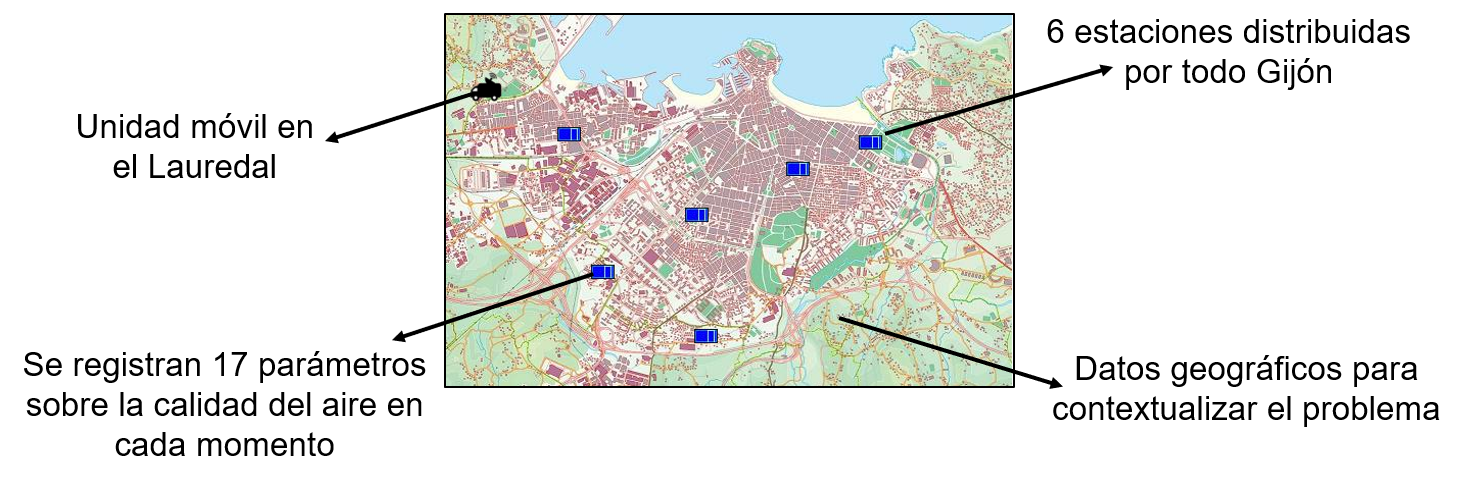 6 estaciones distribuidas
por todo Gijón
Unidad móvil en
el Lauredal
Se registran 17 parámetros
sobre la calidad del aire en
cada momento
Datos geográficos para
contextualizar el problema